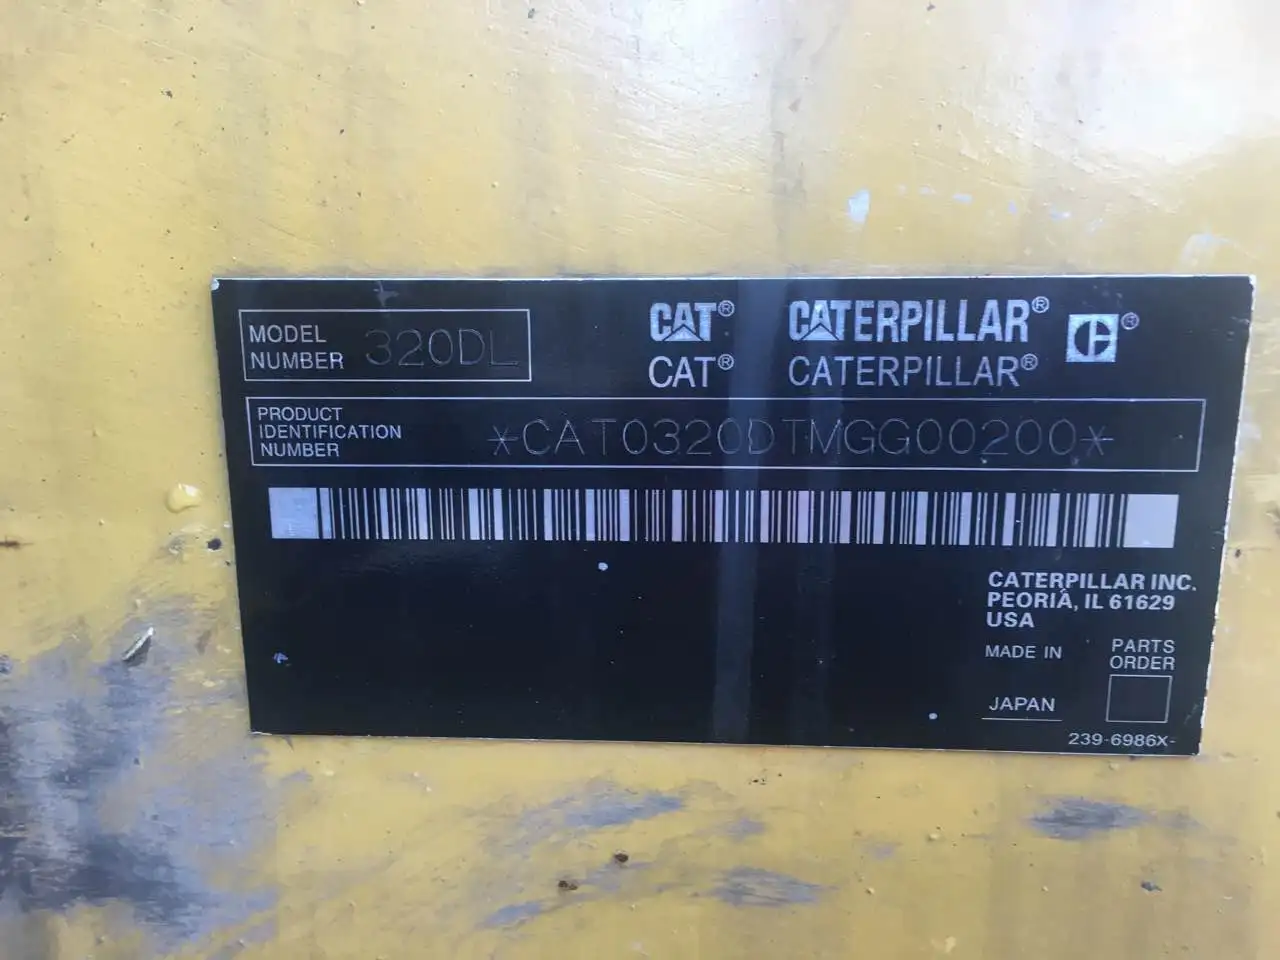 MODEL NUMBER 320DL
CAT® CATERPILLAR® ®
CAT® CATERPILLAR®
PRODUCT IDENTIFICATION NUMBER *CAT0320DTMGG00200*
CATERPILLAR INC.
PEORIA, IL 61629
USA
MADE IN
JAPAN
PARTS
ORDER
239-6986X-